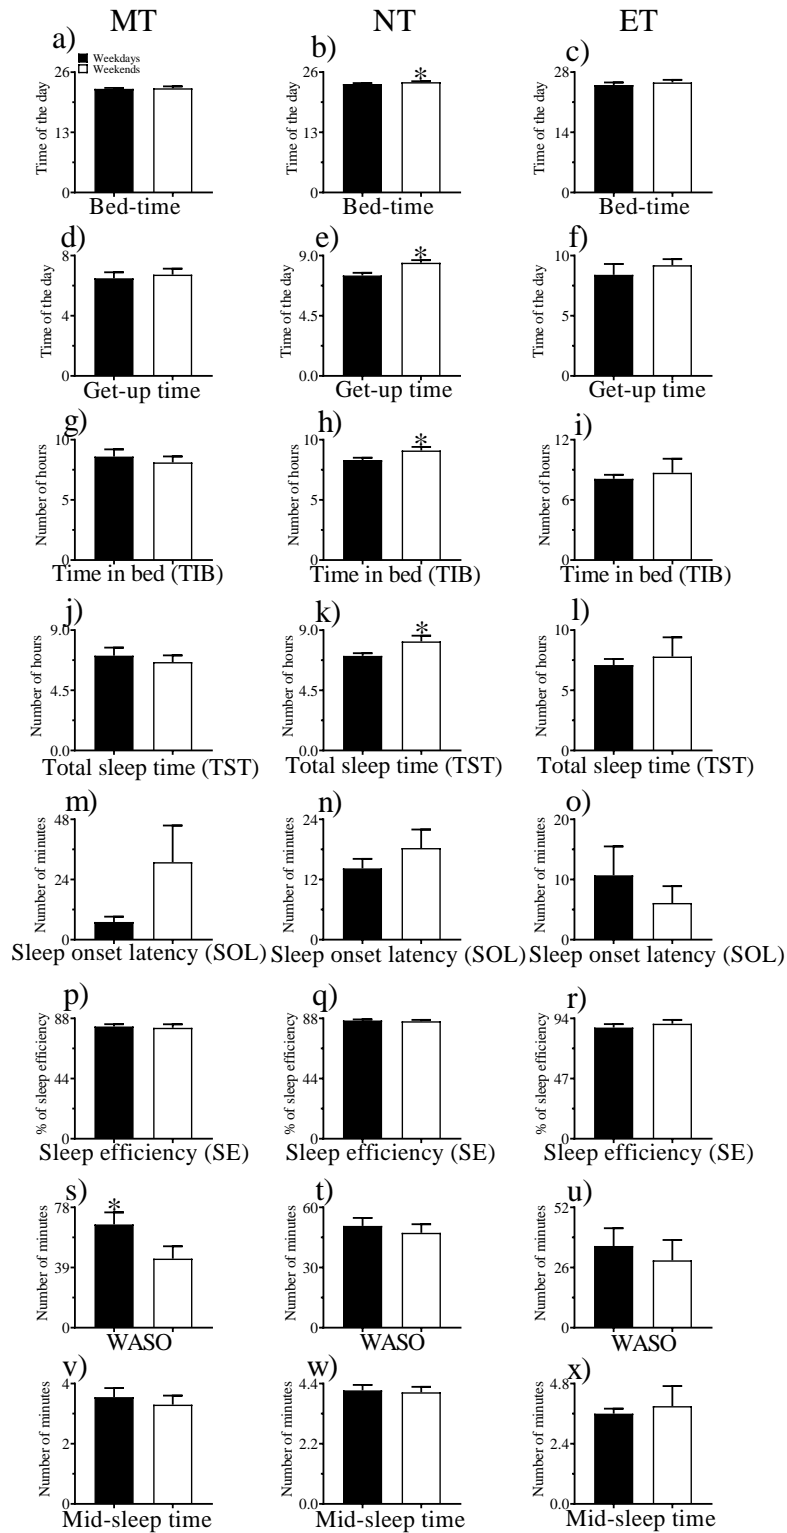 MT NT ET
a) b) c)
Weekdays
Weekends
26 26 28
13 13 14
0 0 0
Time of the day Time of the day Time of the day
Bed-time Bed-time Bed-time
d) e) f)
8 9.0 10
4 4.5 5
0 0.0 0
Time of the day Time of the day Time of the day
Get-up time Get-up time Get-up time
g) h) i)
10 10 12
5 5 6
0 0 0
Number of hours Number of hours Number of hours
Time in bed (TIB) Time in bed (TIB) Time in bed (TIB)
j) k) l)
9.0 9.0 10
4.5 4.5 5
0.0 0.0 0
Number of hours Number of hours Number of hours
Total sleep time (TST) Total sleep time (TST) Total sleep time (TST)
m) n) o)
48 24 20
24 12 10
0 0 0
Number of minutes Number of minutes Number of minutes
Sleep onset latency (SOL) Sleep onset latency (SOL) Sleep onset latency (SOL)
p) q) r)
88 88 94
44 44 47
0 0 0
% of sleep efficiency % of sleep efficiency % of sleep efficiency
Sleep efficiency (SE) Sleep efficiency (SE) Sleep efficiency (SE)
s) t) u)
78 60 52
39 30 26
0 0 0
Number of minutes Number of minutes Number of minutes
WASO WASO WASO
v) w) x)
4 4.4 4.8
2 2.2 2.4
0 0.0 0.0
Number of minutes Number of minutes Number of minutes
Mid-sleep time Mid-sleep time Mid-sleep time